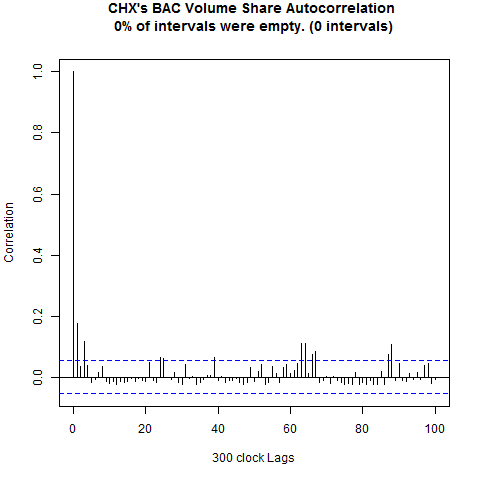 CHX's BAC Volume Share Autocorrelation
0% of intervals were empty. (0 intervals)
1.0
0.8
0.6
0.4
0.2
0.0
Correlation
0 20 40 60 80 100
300 clock Lags